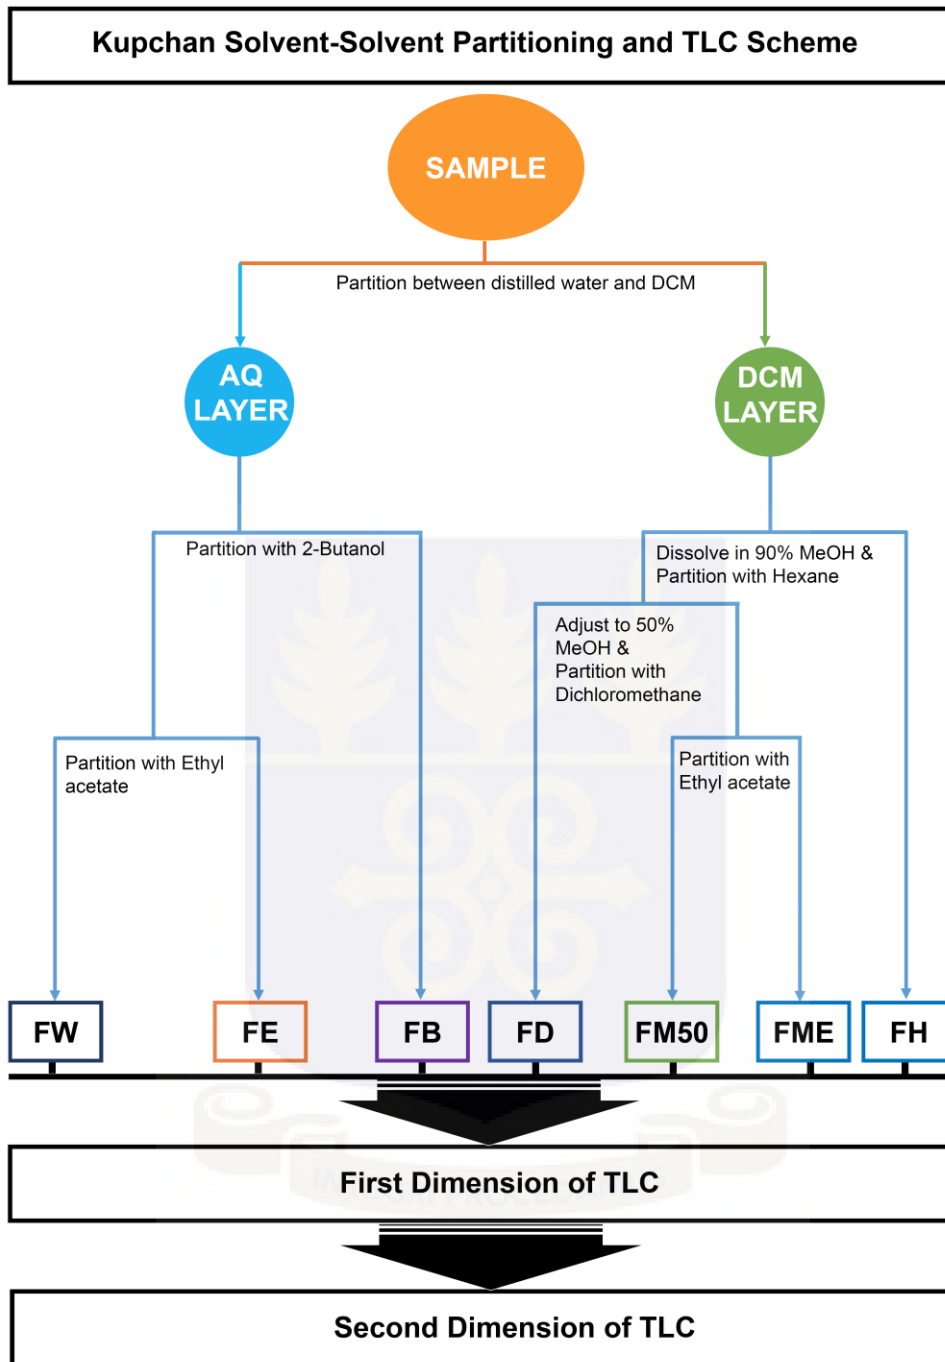 Kupchan Solvent-Solvent Partitioning and TLC Scheme
SAMPLE
Partition between distilled water and DCM
AQ
LAYER
DCM
LAYER
Partition with 2-Butanol
Dissolve in 90% MeOH &
Partition with Hexane
Adjust to 50%
MeOH &
Partition with
Dichloromethane
Partition with Ethyl
acetate
Partition with
Ethyl acetate
FW
FE
FB
FD
FM50
FME
FH
First Dimension of TLC
Second Dimension of TLC